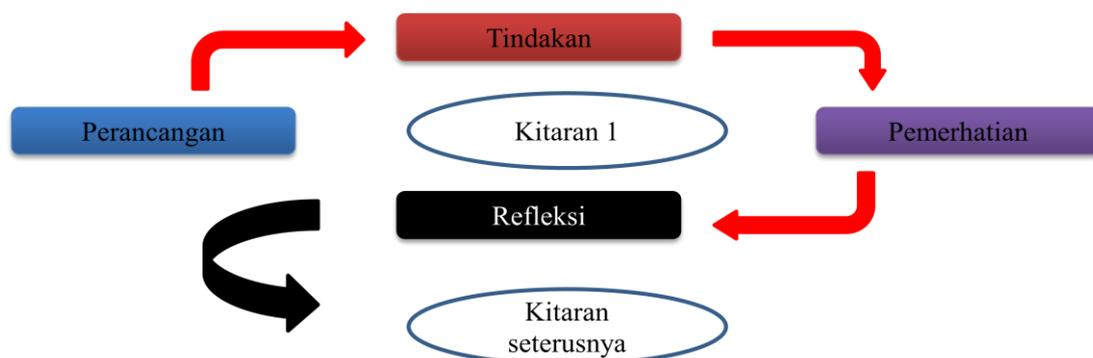 Tindakan
Perancangan
Kitaran 1
Pemerhatian
Refleksi
Kitaran
seterusnya